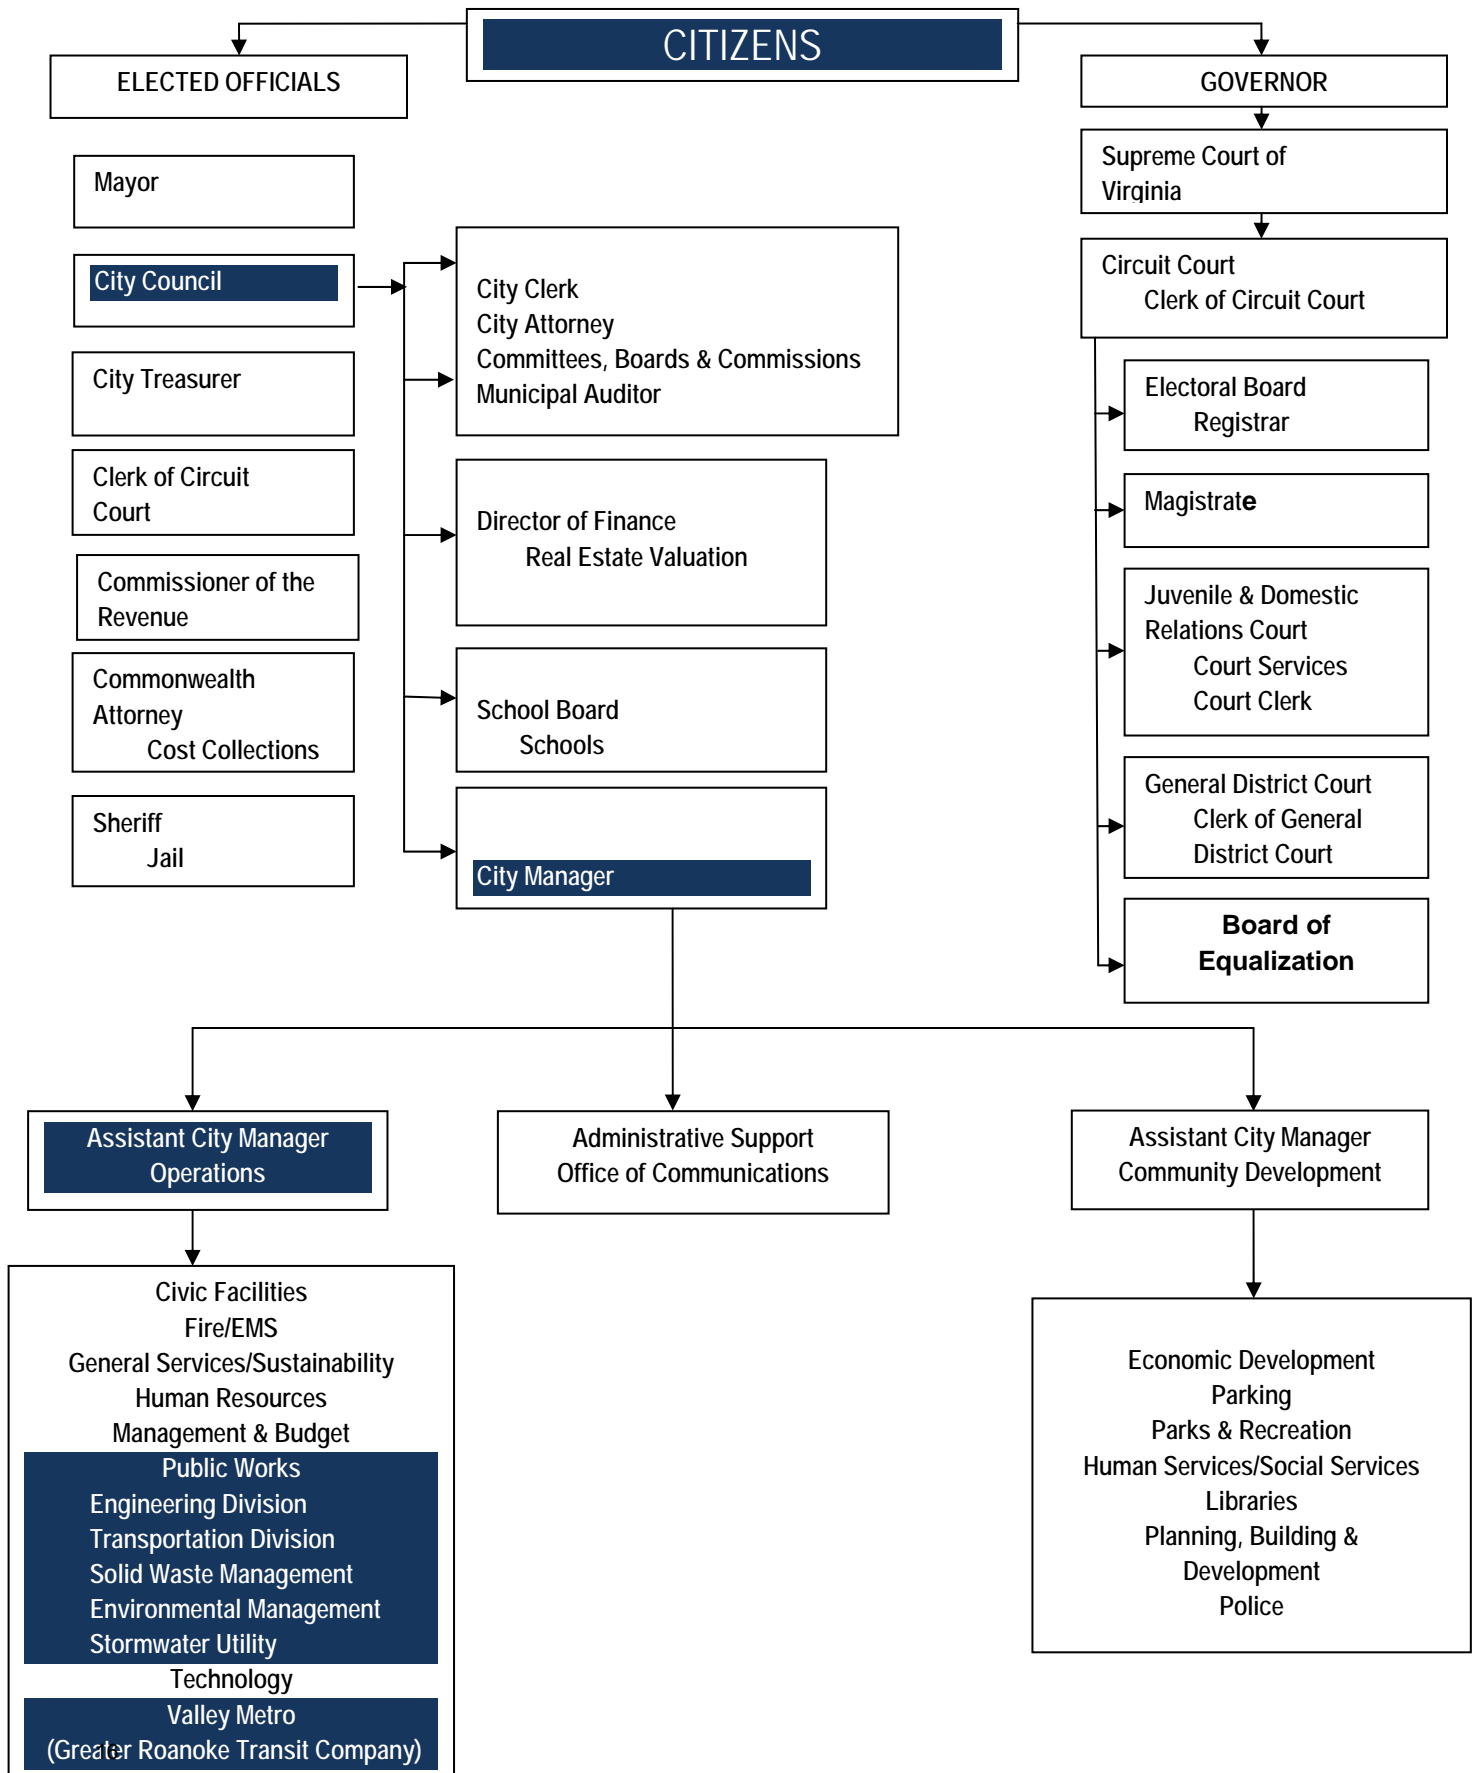 CITIZENS
ELECTED OFFICIALS
GOVERNOR
Mayor
City Council
City Treasurer
Clerk of Circuit
Court
Commissioner of the
Revenue
Commonwealth
Attorney
Cost Collections
Sheriff
Jail
City Clerk
City Attorney
Committees, Boards & Commissions
Municipal Auditor
Director of Finance
Real Estate Valuation
School Board
Schools
City Manager
Supreme Court of
Virginia
Circuit Court
Clerk of Circuit Court
Electoral Board
Registrar
Magistrate
Juvenile & Domestic
Relations Court
Court Services
Court Clerk
General District Court
Clerk of General
District Court
Board of
Equalization
Assistant City Manager
Operations
Administrative Support
Office of Communications
Assistant City Manager
Community Development
Civic Facilities
Fire/EMS
General Services/Sustainability
Human Resources
Management & Budget
Public Works
Engineering Division
Transportation Division
Solid Waste Management
Environmental Management
Stormwater Utility
Technology
Valley Metro
(Greater Roanoke Transit Company)
16
Economic Development
Parking
Parks & Recreation
Human Services/Social Services
Libraries
Planning, Building &
Development
Police